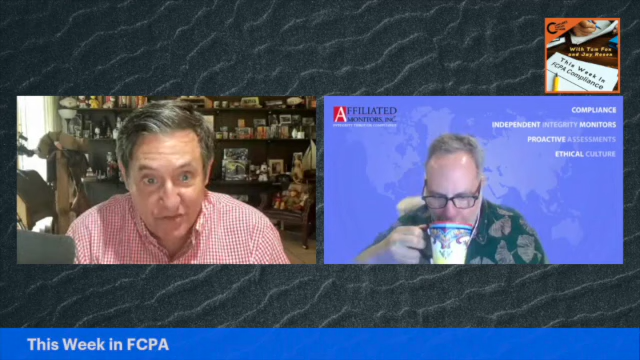 With Tom Fox
and Jay Rosen
This Week in
FCPA Compliance
AFFILIATED
MONITORS, INC.
COMPLIANCE
INDEPENDENT INTEGRITY MONITORS
PROACTIVE ASSESSMENTS
ETHICAL CULTURE
This Week in FCPA